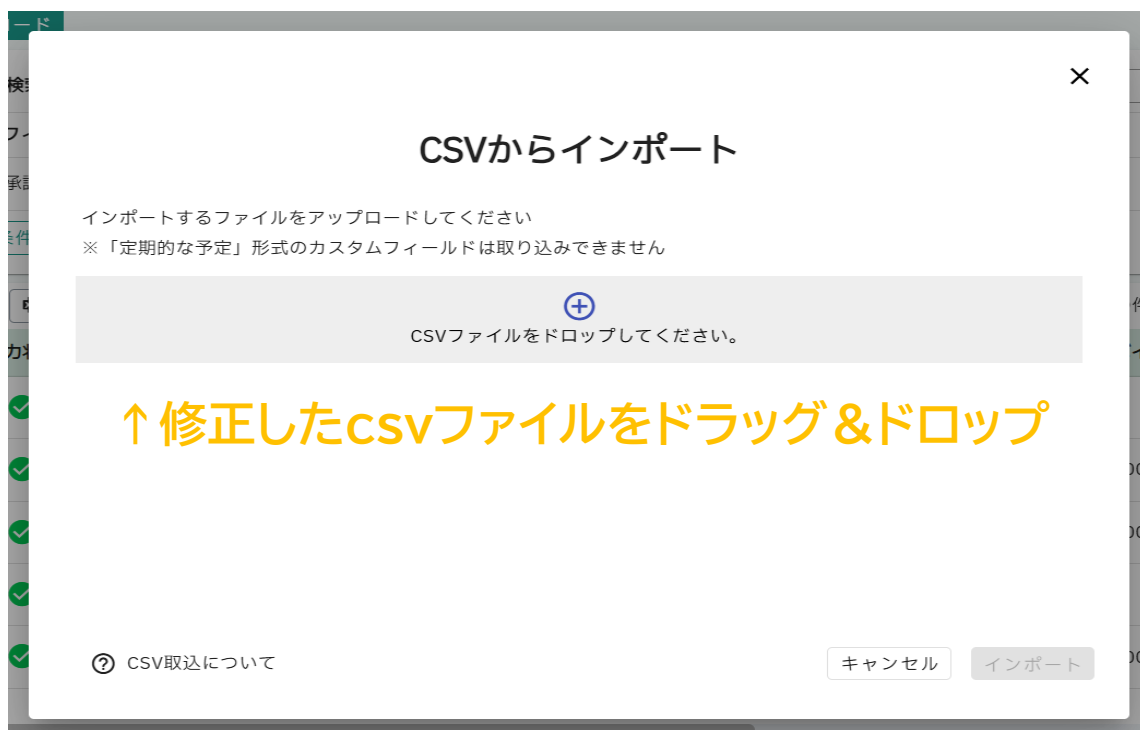 ード
CSVからインポート
インポートするファイルをアップロードしてください
※「定期的な予定」形式のカスタムフィールドは取り込みできません
CSVファイルをドロップしてください。
↑修正したcsvファイルをドラッグ&ドロップ
CSV取込について
キャンセル
インポート